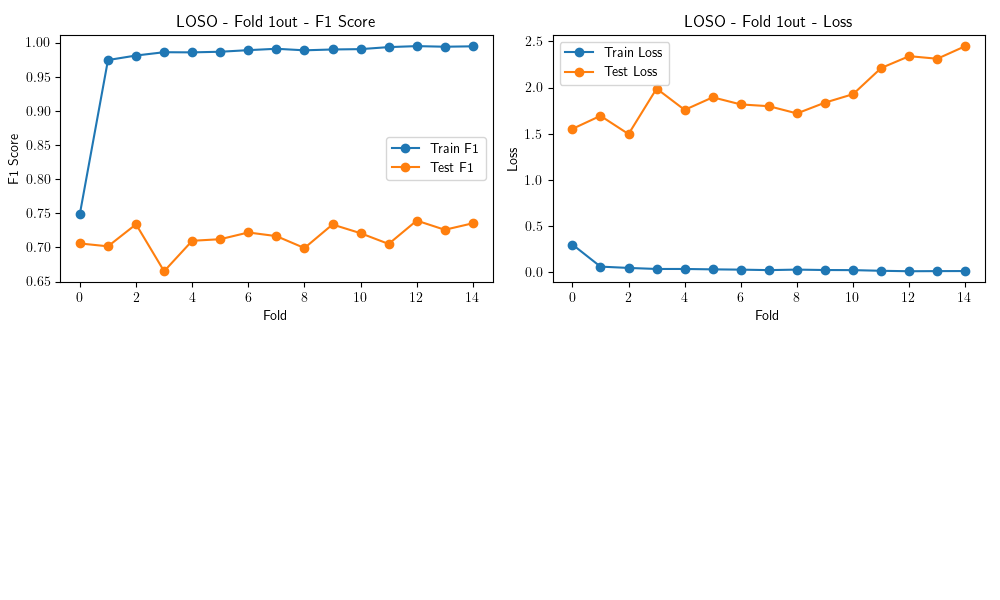 LOSO - Fold 1out - F1 Score
1.00
0.95
0.90
0.85
0.80
0.75
0.70
0.65
F1 Score
Train F1
Test F1
0 2 4 6 8 10 12 14
Fold
LOSO - Fold 1out - Loss
2.5
2.0
1.5
1.0
0.5
0.0
Loss
Train Loss
Test Loss
0 2 4 6 8 10 12 14
Fold